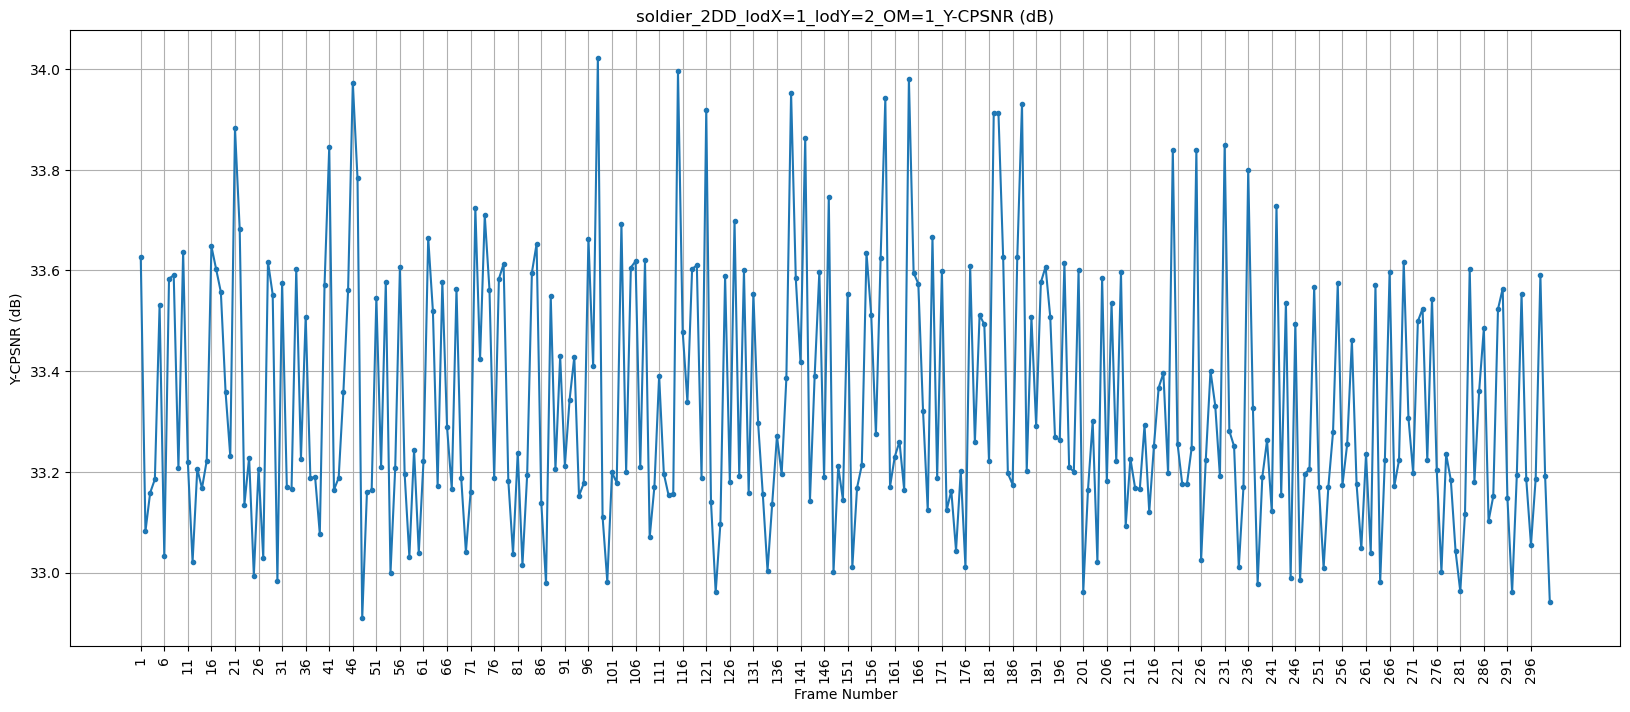 soldier_2DD_lodX=1_lodY=2_OM=1_Y-CPSNR (dB)
Y-CPSNR (dB)
34.0
33.8
33.6
33.4
33.2
33.0
1 6 11 16 21 26 31 36 41 46 51 56 61 66 71 76 81 86 91 96 101 106 111 116 121 126 131 136 141 146 151 156 161 166 171 176 181 186 191 196 201 206 211 216 221 226 231 236 241 246 251 256 261 266 271 276 281 286 291 296
Frame Number